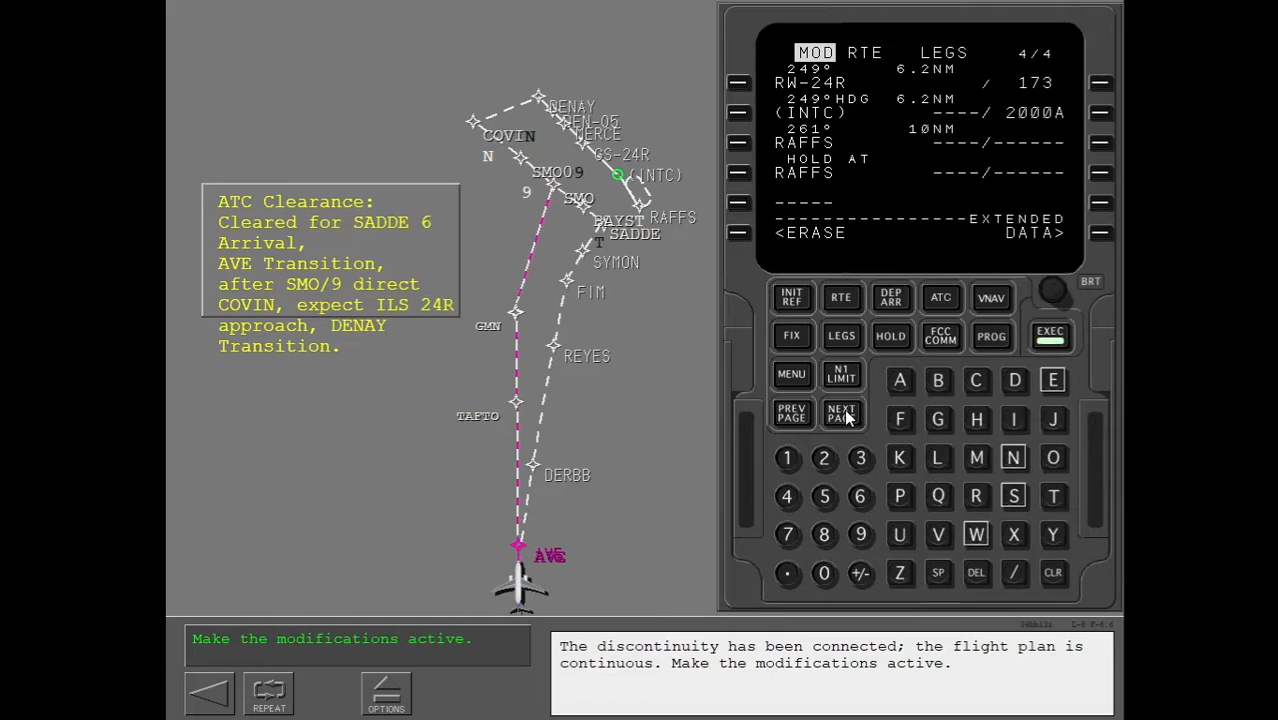 DENAY
PEN-05
MERCE
COVIN
N
GS-24R
SMO09
9
(INTC)
SMO
RAFFS
BAYST
T
SADDE
SYMON
FIM
GMN
REYES
TAFTO
DERBB
AVE
ATC Clearance:
Cleared for SADDE 6
Arrival,
AVE Transition,
after SMO/9 direct
COVIN, expect ILS 24R
approach, DENAY
Transition.
MOD RTE LEGS 4/4
249° 6.2NM
RW-24R / 173
249°HDG 6.2NM
(INTC) ----/ 2000A
261° 10NM
RAFFS ----/------
HOLD AT
RAFFS ----/------
-----
------------------EXTENDED
<ERASE DATA>
BRT
INIT REF
RTE
DEP ARR
ATC
VNAV
FIX
LEGS
HOLD
FCC COMM
PROG
EXEC
MENU
N1 LIMIT
PREV PAGE
NEXT PAGE
A B C D E
F G H I J
1 2 3 K L M N O
4 5 6 P Q R S T
7 8 9 U V W X Y
. 0 +/- Z SP DEL / CLR
Make the modifications active.
REPEAT
OPTIONS
The discontinuity has been connected; the flight plan is
continuous. Make the modifications active.